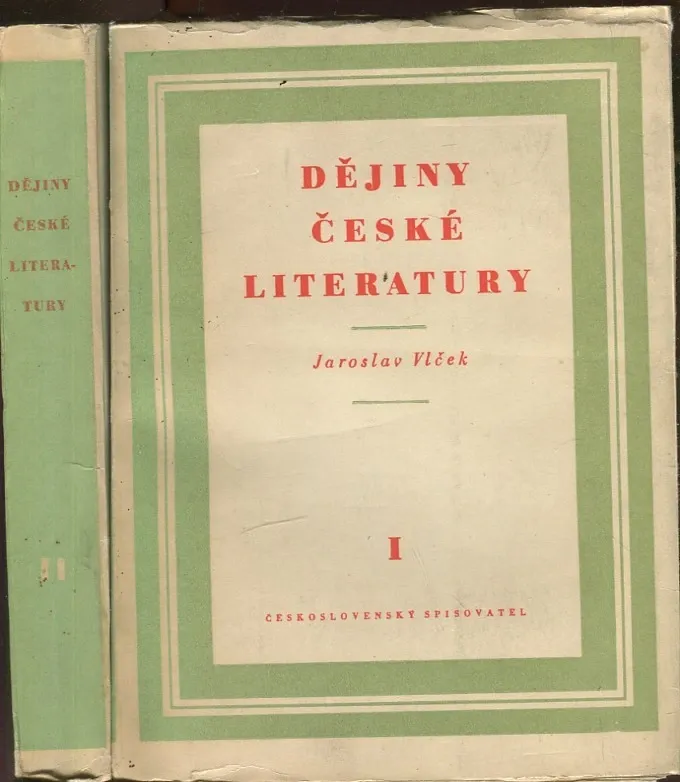 DĚJINY
ČESKÉ
LITERA-
TURY
DĚJINY
ČESKÉ
LITERATURY
Jaroslav Vlček
I
ČESKOSLOVENSKÝ SPISOVATEL